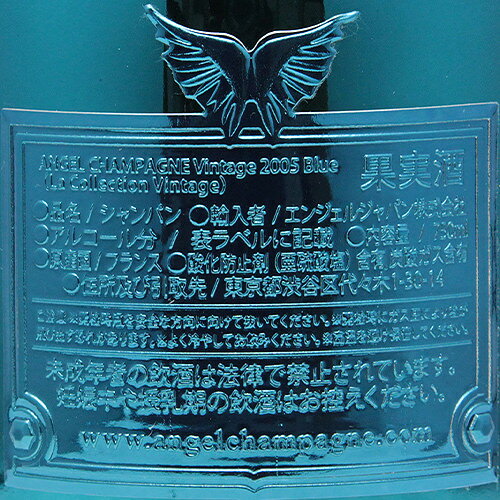 ANGEL CHAMPAGNE Vintage 2005 Blue
(La Collection Vintage)
果実酒
○品名/シャンパン ○輸入者/エンジェルジャパン株式会社
○アルコール分/表ラベルに記載 ○内容量/750ml
○原産国/フランス ○酸化防止剤(亜硫酸塩)含有 炭酸ガス含有
○住所及び引取先/東京都渋谷区代々木1-30-14
未成年者の飲酒は法律で禁止されています。
妊娠中や授乳期の飲酒はお控えください。
www.angelchampagne.com